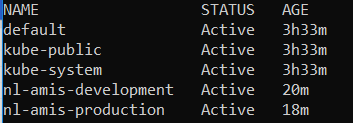 NAME STATUS AGE
default Active 3h33m
kube-public Active 3h33m
kube-system Active 3h33m
nl-amis-development Active 20m
nl-amis-production Active 18m